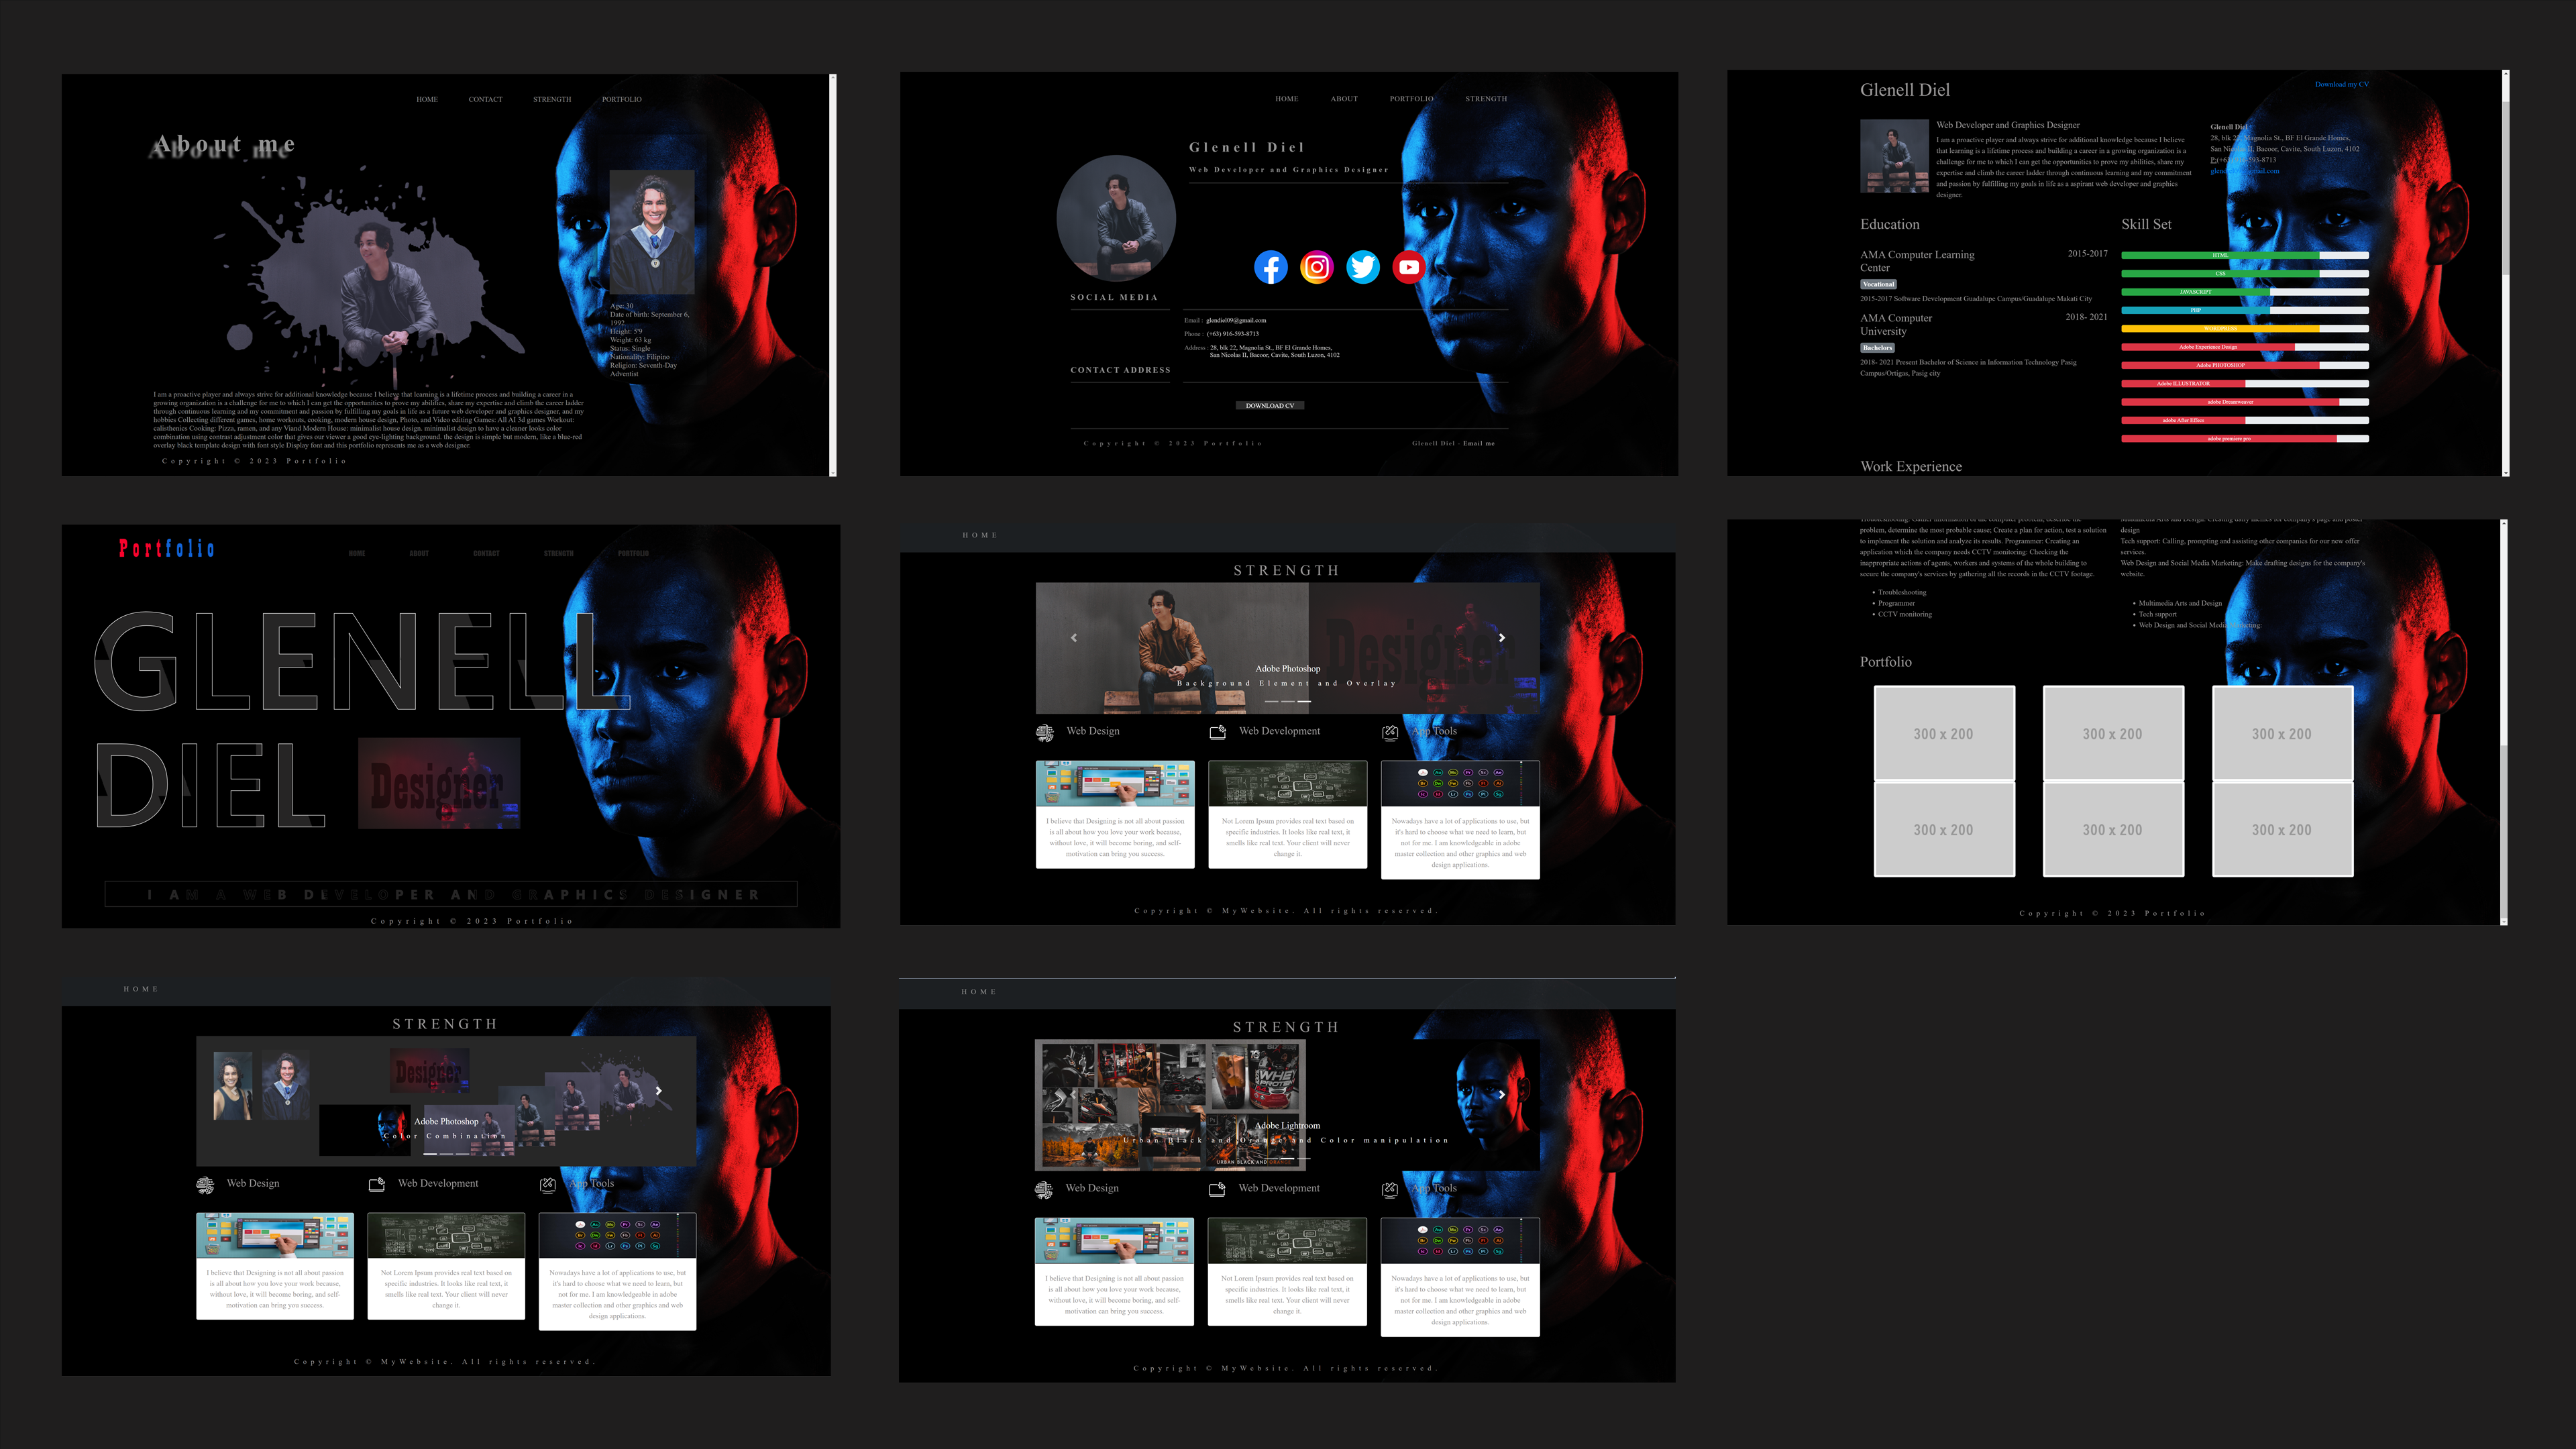 HOME CONTACT STRENGTH PORTFOLIO
About me
Age: 30
Date of birth: September 6,
1992
Height: 5'9
Weight: 63 kg
Status: Single
Nationality: Filipino
Religion: Seventh-Day
Adventist
I am a proactive player and always strive for additional knowledge because I believe that learning is a lifetime process and building a career in a
growing organization is a challenge for me to which I can get the opportunities to prove my abilities, share my expertise and climb the career ladder
through continuous learning and my commitment and passion by fulfilling my goals in life as a future web developer and graphics designer, and my
hobbies Collecting different games, home workouts, cooking, modern house design, Photo, and Video editing Games: All AI 3d games Workout:
calisthenics Cooking: Pizza, ramen, and any Viand Modern House: minimalist house design. minimalist design to have a cleaner looks color
combination using contrast adjustment color that gives our viewer a good eye-lighting background. the design is simple but modern, like a blue-red
overlay black template design with font style Display font and this portfolio represents me as a web designer.
Copyright © 2023 Portfolio
HOME ABOUT PORTFOLIO STRENGTH
Glenell Diel
Web Developer and Graphics Designer
SOCIAL MEDIA
Email : glendiel09@gmail.com
Phone : (+63) 916-593-8713
Address : 28, blk 22, Magnolia St., BF El Grande Homes,
San Nicolas II, Bacoor, Cavite, South Luzon, 4102
CONTACT ADDRESS
DOWNLOAD CV
Copyright © 2023 Portfolio
Glenell Diel - Email me
Glenell Diel
Download my CV
Web Developer and Graphics Designer
I am a proactive player and always strive for additional knowledge because I believe
that learning is a lifetime process and building a career in a growing organization is a
challenge for me to which I can get the opportunities to prove my abilities, share my
expertise and climb the career ladder through continuous learning and my commitment
and passion by fulfilling my goals in life as aspirant web developer and graphics
designer.
Glenell Diel
28, blk 22, Magnolia St., BF El Grande Homes,
San Nicolas II, Bacoor, Cavite, South Luzon, 4102
Education
AMA Computer Learning
Center
2015-2017
Vocational
2015-2017 Software Development Guadalupe Campus/Guadalupe Makati City
AMA Computer
University
2018- 2021
Bachelors
2018- 2021 Present Bachelor of Science in Information Technology Pasig
Campus/Ortigas, Pasig city
Skill Set
HTML
CSS
JAVASCRIPT
PHP
WORDPRESS
Adobe Experience Design
Adobe PHOTOSHOP
Adobe ILLUSTRATOR
adobe Dreamweaver
adobe After Effect
adobe premiere pro
Work Experience
Portfolio
HOME ABOUT CONTACT STRENGTH PORTFOLIO
GLENELL
DIEL
Designer
I AM A WEB DEVELOPER AND GRAPHICS DESIGNER
Copyright © 2023 Portfolio
HOME
STRENGTH
Designer
Adobe Photoshop
Background Element and Overlay
Web Design
Web Development
App Tools
I believe that Designing is not all about passion
is all about how you love your work because,
without love, it will become boring, and self-
motivation can bring you success.
Not Lorem Ipsum provides real text based on
specific industries. It looks like real text, it
smells like real text. Your client will never
change it.
Nowadays have a lot of applications to use, but
it's hard to choose what we need to learn, but
not for me. I am knowledgeable in adobe
master collection and other graphics and web
design applications.
Copyright © MyWebsite. All rights reserved.
problem, determine the most probable cause; Create a plan for action, test a solution
to implement the solution and analyze its results. Programmer: Creating an
application which the company needs CCTV monitoring: Checking the
inappropriate actions of agents, workers and systems of the whole building to
secure the company's services by gathering all the records in the CCTV footage.
Troubleshooting
Programmer
CCTV monitoring
design
Tech support: Calling, prompting and assisting other companies for our new offer
services.
Web Design and Social Media Marketing: Make drafting designs for the company's
website.
Multimedia Arts and Design
Tech support
Web Design and Social Media Marketing:
Portfolio
300 x 200
300 x 200
300 x 200
300 x 200
300 x 200
300 x 200
Copyright © 2023 Portfolio
HOME
STRENGTH
Designer
Adobe Photoshop
Color Combination
Web Design
Web Development
App Tools
I believe that Designing is not all about passion
is all about how you love your work because,
without love, it will become boring, and self-
motivation can bring you success.
Not Lorem Ipsum provides real text based on
specific industries. It looks like real text, it
smells like real text. Your client will never
change it.
Nowadays have a lot of applications to use, but
it's hard to choose what we need to learn, but
not for me. I am knowledgeable in adobe
master collection and other graphics and web
design applications.
Copyright © MyWebsite. All rights reserved.
HOME
STRENGTH
WHEY
PROTEIN
Adobe Lightroom
Urban Black and Orange and Color manipulation
URBAN BLACK AND ORANGE
Web Design
Web Development
App Tools
I believe that Designing is not all about passion
is all about how you love your work because,
without love, it will become boring, and self-
motivation can bring you success.
Not Lorem Ipsum provides real text based on
specific industries. It looks like real text, it
smells like real text. Your client will never
change it.
Nowadays have a lot of applications to use, but
it's hard to choose what we need to learn, but
not for me. I am knowledgeable in adobe
master collection and other graphics and web
design applications.
Copyright © MyWebsite. All rights reserved.